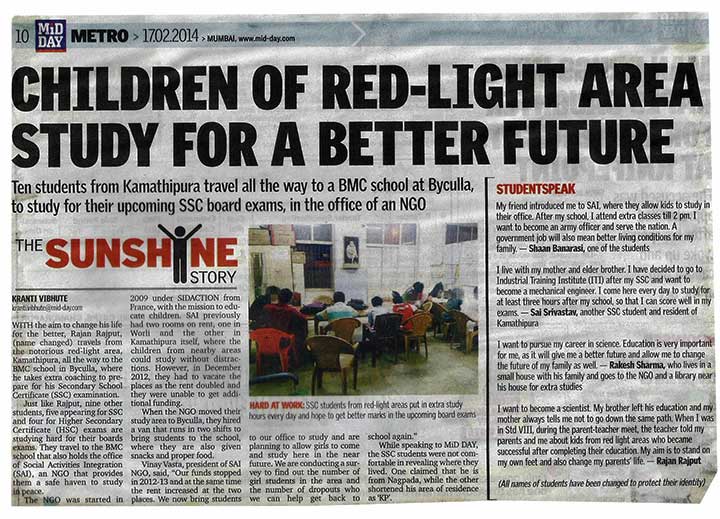 10 MiD DAY METRO > 17.02.2014 > MUMBAI, www.mid-day.com
CHILDREN OF RED-LIGHT AREA
STUDY FOR A BETTER FUTURE
Ten students from Kamathipura travel all the way to a BMC school at Byculla,
to study for their upcoming SSC board exams, in the office of an NGO
THE
SUNSHINE
STORY
KRANTI VIBHUTE
krantivibhute@mid-day.com
WITH the aim to change his life
for the better, Rajan Rajput,
(name changed) travels from
the notorious red-light area,
Kamathipura, all the way to the
BMC school in Byculla, where
he takes extra coaching to pre-
pare for his Secondary School
Certificate (SSC) examination.
Just like Rajput, nine other
students, five appearing for SSC
and four for Higher Secondary
Certificate (HSC) exams are
studying hard for their boards
exams. They travel to the BMC
school that also holds the office
of Social Activities Integration
(SAI), an NGO that provides
them a safe haven to study
in peace.
The NGO was started in
2009 under SIDACTION from
France, with the mission to edu-
cate children. SAI previously
had two rooms on rent, one in
Worli and the other in
Kamathipura itself, where the
children from nearby areas
could study without distrac-
tions. However, in December
2012, they had to vacate the
places as the rent doubled and
they were unable to get addi-
tional funding.
When the NGO moved their
study area to Byculla, they hired
a van that runs in two shifts to
bring students to the school,
where they are also given
snacks and proper food.
Vinay Vasta, president of SAI
NGO, said, "Our funds stopped
in 2012-13 and at the same time
the rent increased at the two
places. We now bring students
HARD AT WORK: SSC students from red-light areas put in extra study
hours every day and hope to get better marks in the upcoming board exams
to our office to study and are
planning to allow girls to come
and study here in the near
future. We are conducting a sur-
vey to find out the number of
girl students in the area and
the number of dropouts who
we can help get back to
school again."
While speaking to MiD DAY,
the SSC students were not com-
fortable in revealing where they
lived. One claimed that he is
from Nagpada, while the other
shortened his area of residence
as 'KP'.
STUDENTSPEAK
My friend introduced me to SAI, where they allow kids to study in
their office. After my school, I attend extra classes till 2 pm. I
want to become an army officer and serve the nation. A
government job will also mean better living conditions for my
family. — Shaan Banarasi, one of the students
I live with my mother and elder brother. I have decided to go to
Industrial Training Institute (ITI) after my SSC and want to
become a mechanical engineer. I come here every day to study for
at least three hours after my school, so that I can score well in my
exams. — Sai Srivastav, another SSC student and resident of
Kamathipura
I want to pursue my career in science. Education is very important
for me, as it will give me a better future and allow me to change
the future of my family as well. — Rakesh Sharma, who lives in a
small house with his family and goes to the NGO and a library near
his house for extra studies
I want to become a scientist. My brother left his education and my
mother always tells me not to go down the same path. When I was
in Std VIII, during the parent-teacher meet, the teacher told my
parents and me about kids from red light areas who became
successful after completing their education. My aim is to stand on
my own feet and also change my parents' life. — Rajan Rajput
(All names of students have been changed to protect their identity)